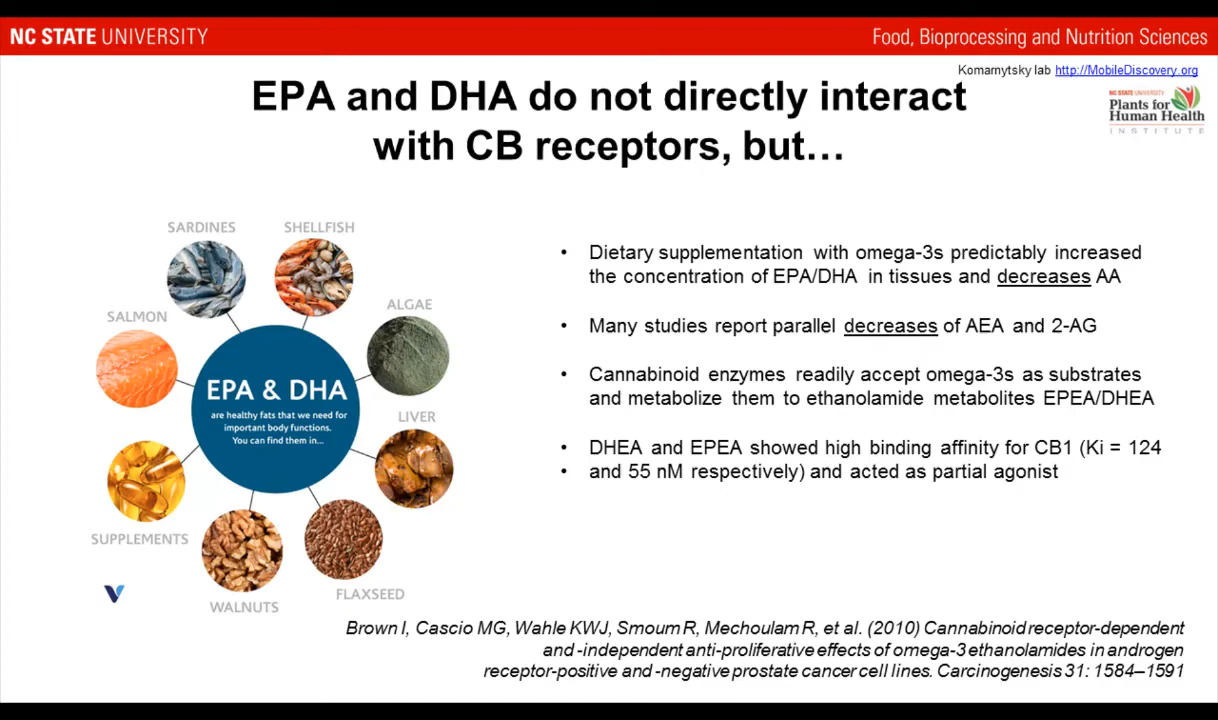 NC STATE UNIVERSITY
Food, Bioprocessing and Nutrition Sciences
Komarnytsky lab http://MobileDiscovery.org
EPA and DHA do not directly interact
with CB receptors, but...
NC STATE UNIVERSITY
Plants for
Human Health
INSTITUTE
SARDINES
SHELLFISH
SALMON
ALGAE
EPA & DHA
are healthy fats that we need for
important body functions.
You can find them in...
LIVER
SUPPLEMENTS
WALNUTS
FLAXSEED
• Dietary supplementation with omega-3s predictably increased
the concentration of EPA/DHA in tissues and decreases AA
• Many studies report parallel decreases of AEA and 2-AG
• Cannabinoid enzymes readily accept omega-3s as substrates
and metabolize them to ethanolamide metabolites EPEA/DHEA
• DHEA and EPEA showed high binding affinity for CB1 (Ki = 124
• and 55 nM respectively) and acted as partial agonist
Brown I, Cascio MG, Wahle KWJ, Smoum R, Mechoulam R, et al. (2010) Cannabinoid receptor-dependent
and -independent anti-proliferative effects of omega-3 ethanolamides in androgen
receptor-positive and -negative prostate cancer cell lines. Carcinogenesis 31: 1584–1591